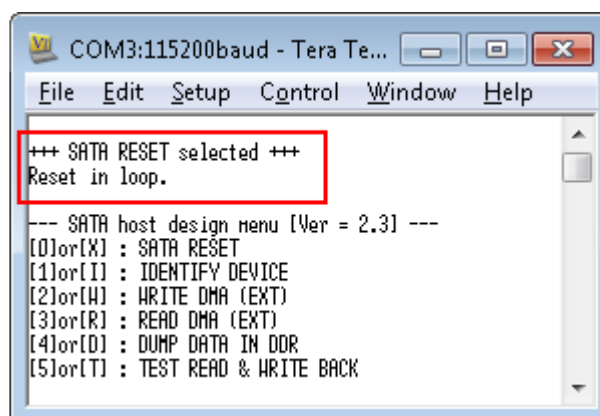 COM3:115200baud - Tera Te...
File Edit Setup Control Window Help
+++ SATA RESET selected +++
Reset in loop.
--- SATA host design menu [Ver = 2.3] ---
[0]or[X] : SATA RESET
[1]or[I] : IDENTIFY DEVICE
[2]or[W] : WRITE DMA (EXT)
[3]or[R] : READ DMA (EXT)
[4]or[D] : DUMP DATA IN DDR
[5]or[T] : TEST READ & WRITE BACK